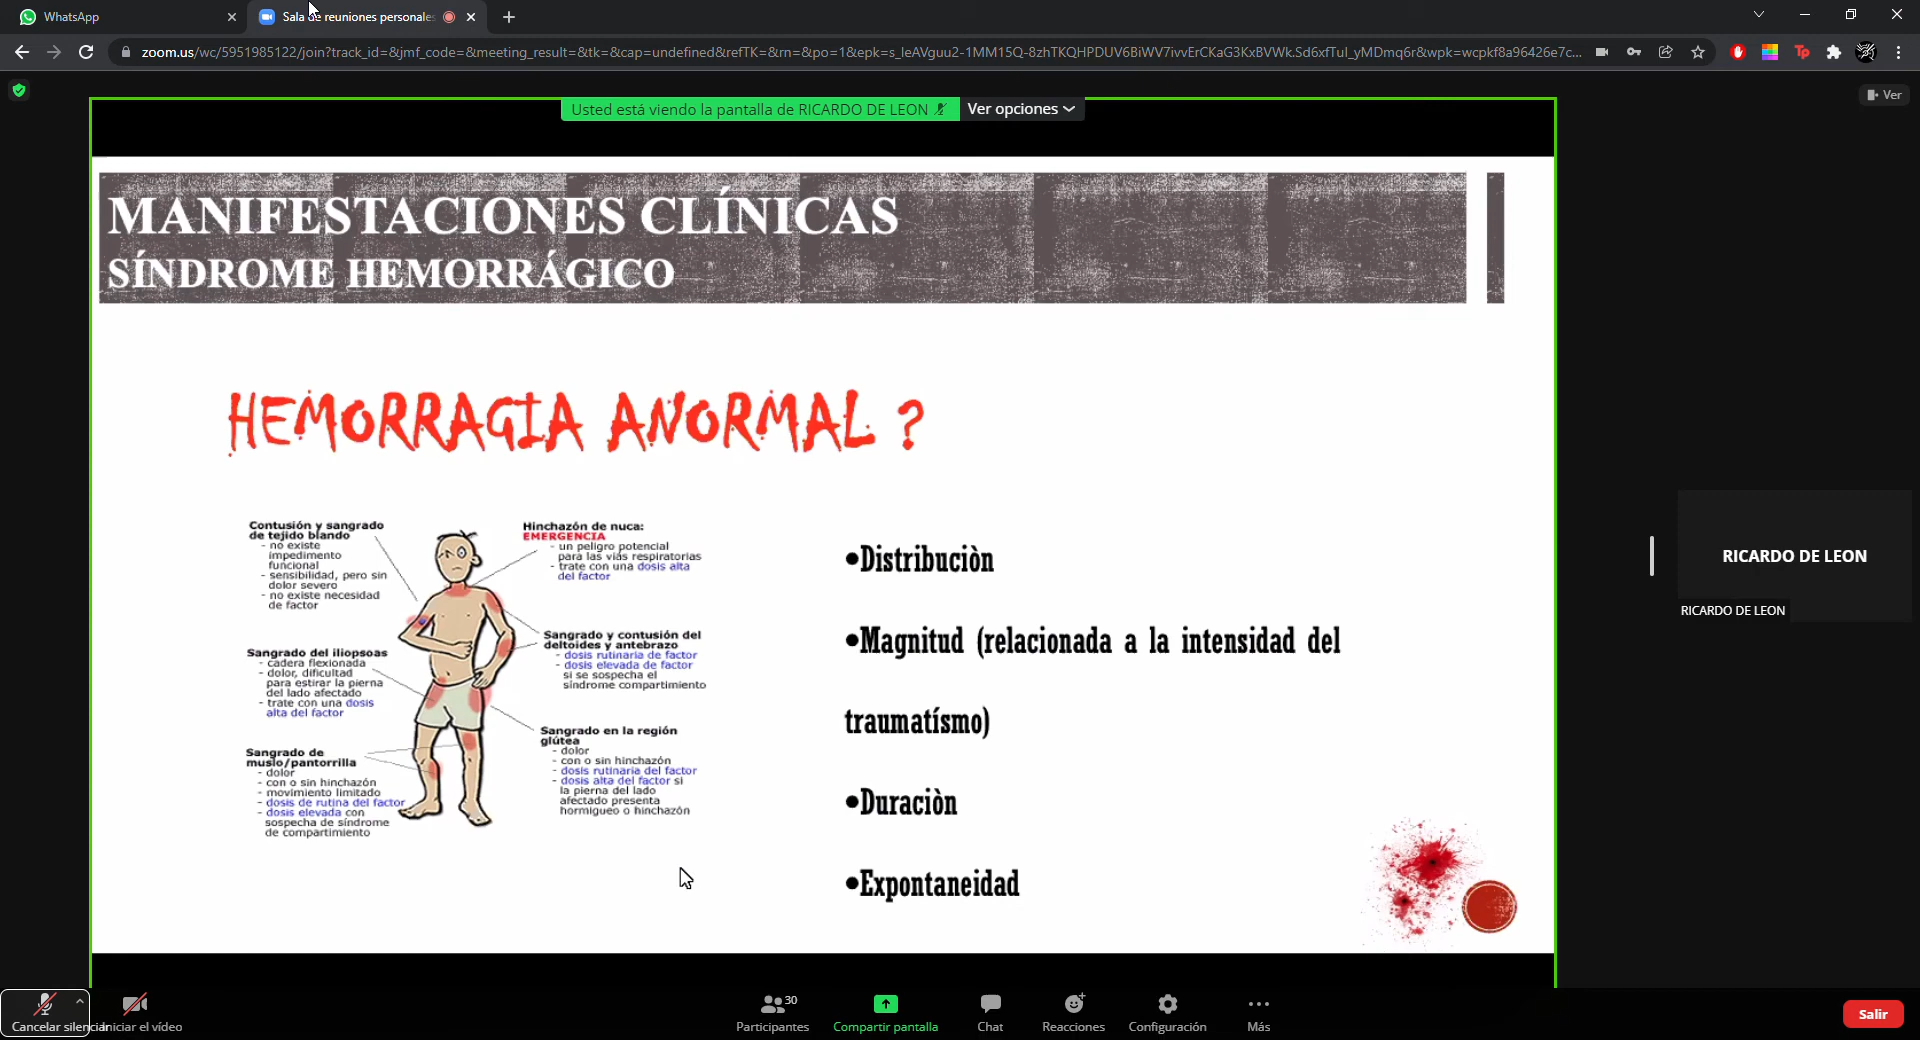 WhatsApp
Sala de reuniones personales
zoom.us/wc/5951985122/join?track_id=&jmf_code=&meeting_result=&tk=&cap=undefined&refTK=&rn=&po=1&epk=s_leAVguu2-1MM15Q-8zhTKQHPDUV6BiWV7ivvErCKaG3KxBVWk.Sd6xfTul_yMDmq6r&wpk=wcpkf8a96426e7c...
Usted está viendo la pantalla de RICARDO DE LEON
Ver opciones
Ver
MANIFESTACIONES CLÍNICAS
SÍNDROME HEMORRÁGICO
HEMORRAGIA ANORMAL ?
Contusión y sangrado
de tejido blando
- no existe
impedimento
funcional
- sensibilidad, pero sin
dolor severo
- no existe necesidad
de factor
Sangrado del iliopsoas
- cadera flexionada
- dolor, dificultad
para estirar la pierna
del lado afectado
- trate con una dosis
alta del factor
Sangrado de
muslo/pantorrilla
- dolor
- con o sin hinchazón
- movimiento limitado
- dosis de rutina del factor
- dosis elevada con
sospecha de síndrome
de compartimiento
Hinchazón de nuca:
EMERGENCIA
- un peligro potencial
para las vías respiratorias
- trate con una dosis alta
del factor
Sangrado y contusión del
deltoides y antebrazo
- dosis rutinaria de factor
- dosis elevada de factor
si se sospecha el
síndrome compartimiento
Sangrado en la región
glútea
- dolor
- con o sin hinchazón
- dosis rutinaria del factor
- dosis alta del factor si
la pierna del lado
afectado presenta
hormigueo o hinchazón
•Distribuciòn
•Magnitud (relacionada a la intensidad del
traumatísmo)
•Duraciòn
•Expontaneidad
RICARDO DE LEON
RICARDO DE LEON
Cancelar silenciar
Iniciar el vídeo
30
Participantes
Compartir pantalla
Chat
Reacciones
Configuración
Más
Salir